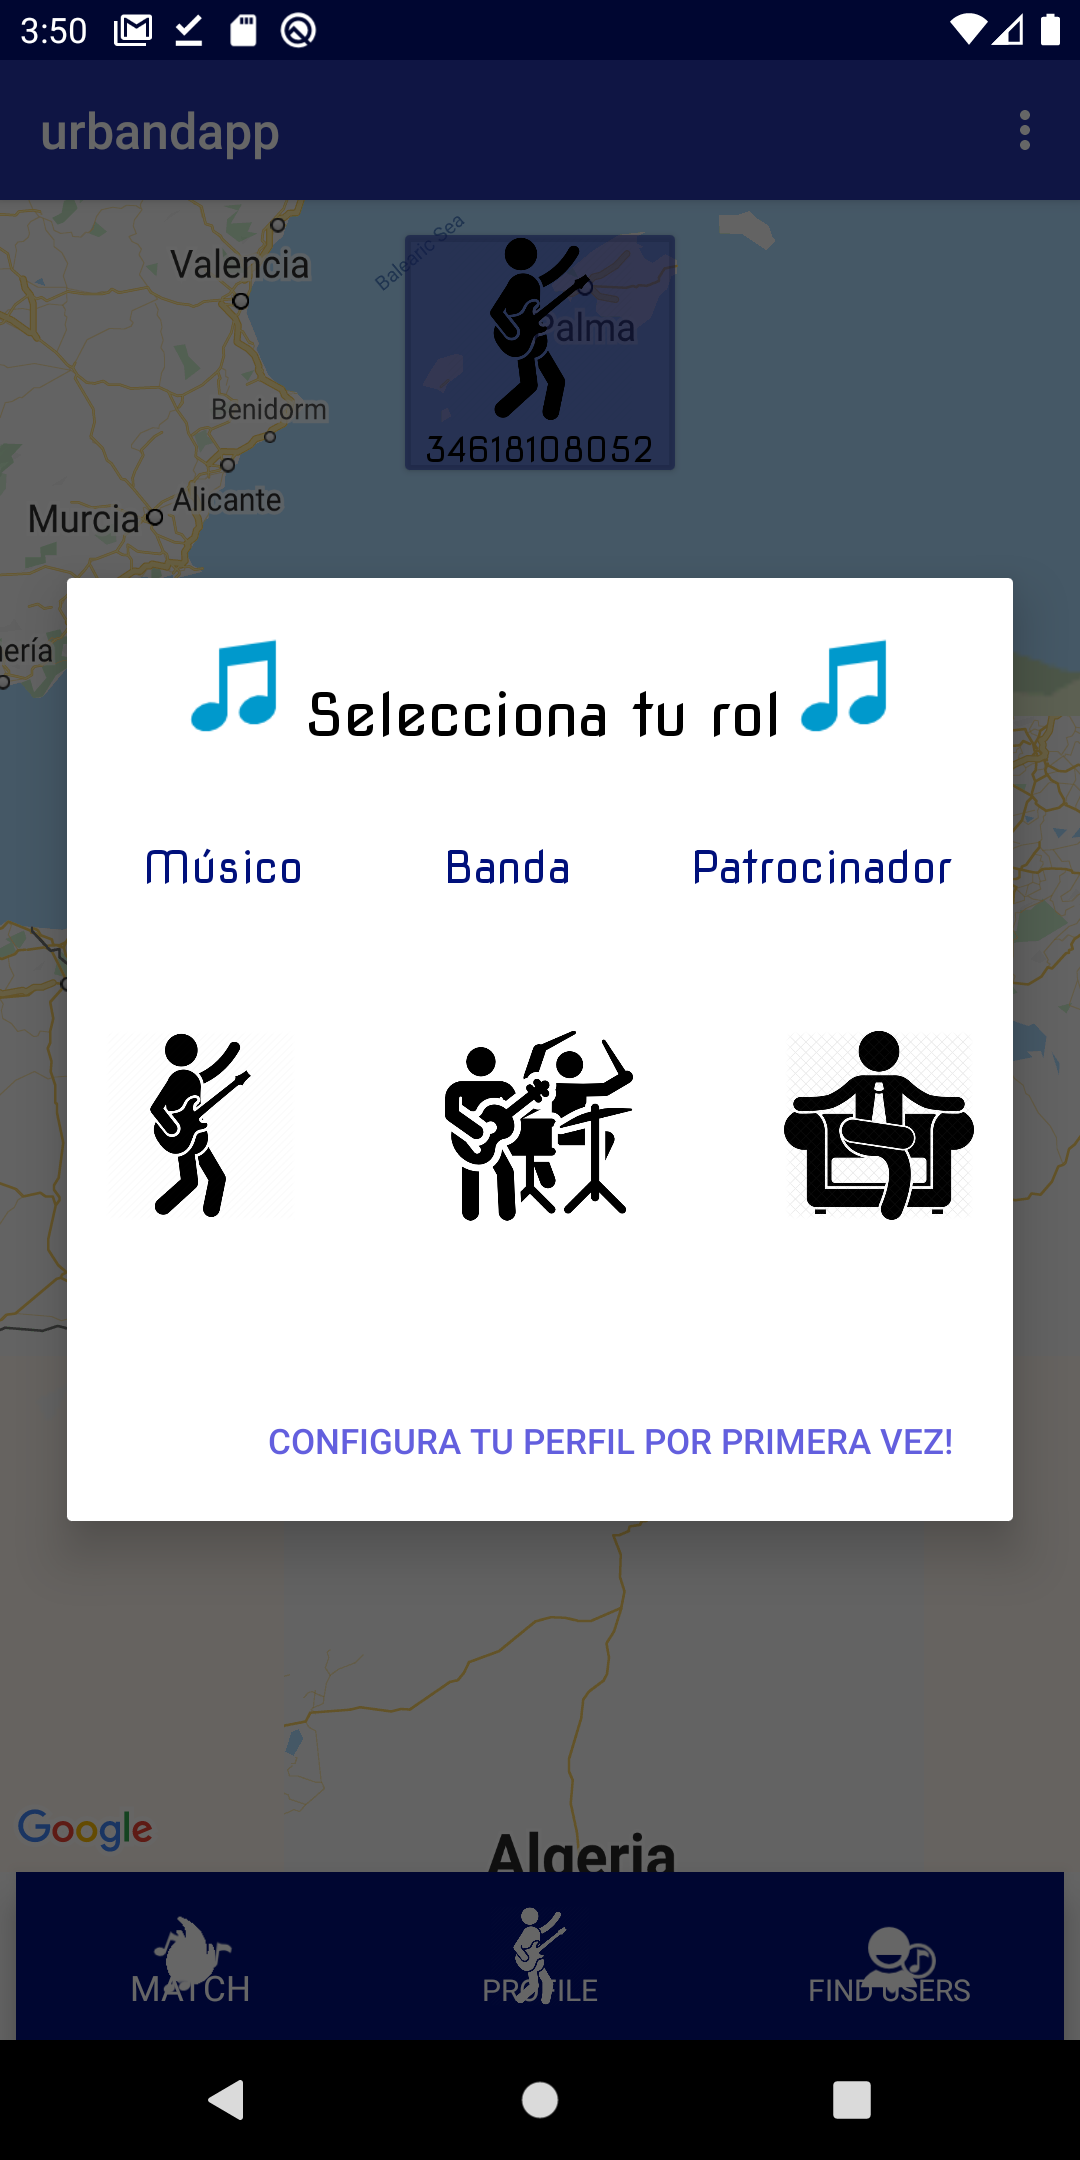 3:50
urbandapp
Valencia
Balearic Sea
Palma
Benidorm
34618108052
Alicante
Murcia
ería
Selecciona tu rol
Músico
Banda
Patrocinador
CONFIGURA TU PERFIL POR PRIMERA VEZ!
Google
Algeria
MATCH
PROFILE
FIND USERS